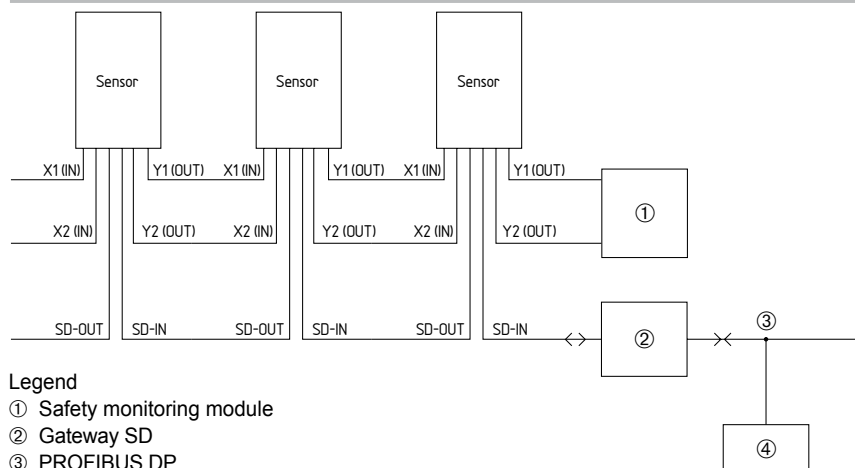 Sensor Sensor Sensor
X1 (IN) Y1 (OUT) X1 (IN) Y1 (OUT) X1 (IN) Y1 (OUT)
①
X2 (IN) Y2 (OUT) X2 (IN) Y2 (OUT) X2 (IN) Y2 (OUT)
③
SD-OUT SD-IN SD-OUT SD-IN SD-OUT SD-IN ②
Legend
① Safety monitoring module
② Gateway SD
③ PROFIBUS DP
④